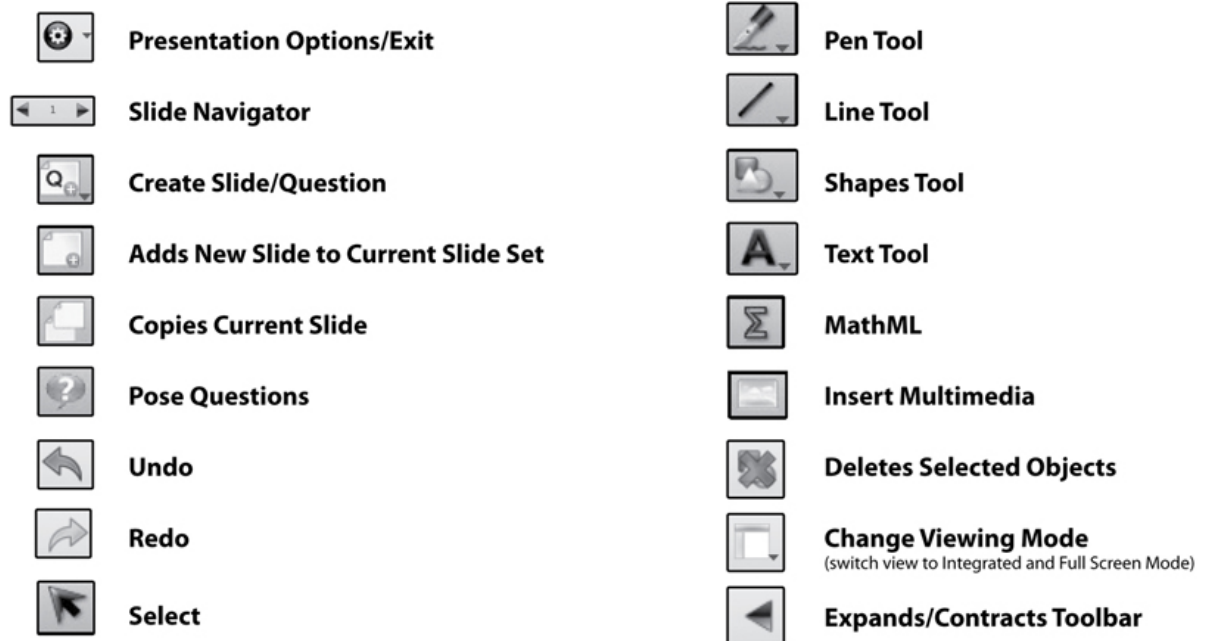 Presentation Options/Exit
1
Slide Navigator
Q
Create Slide/Question
Adds New Slide to Current Slide Set
Copies Current Slide
?
Pose Questions
Undo
Redo
Select
Pen Tool
Line Tool
Shapes Tool
A
Text Tool
Σ
MathML
Insert Multimedia
Deletes Selected Objects
Change Viewing Mode
(switch view to Integrated and Full Screen Mode)
Expands/Contracts Toolbar